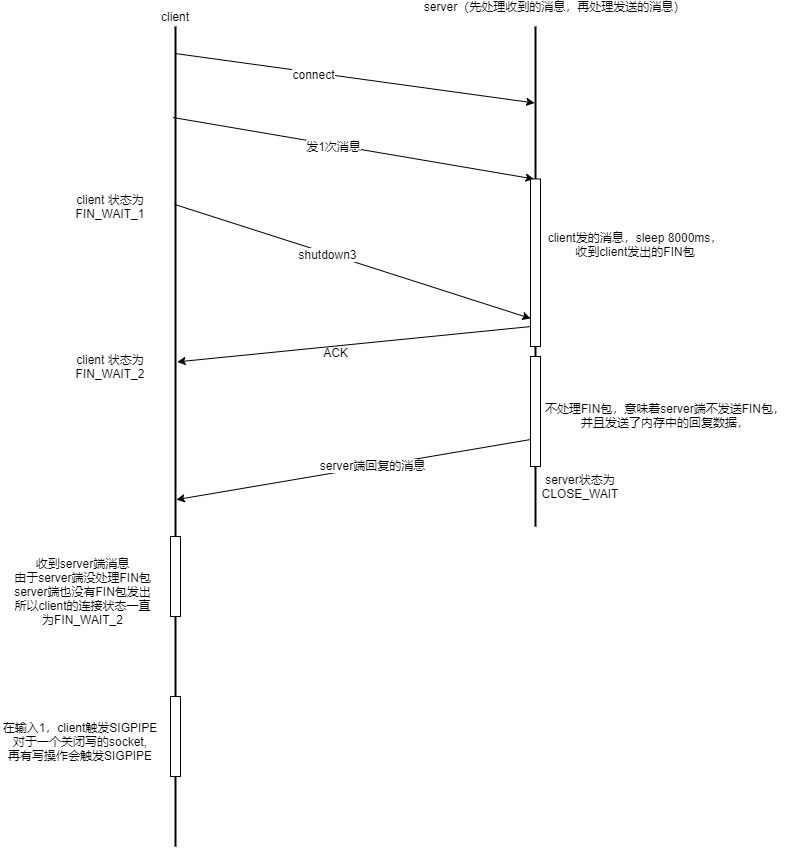 client
server（先处理收到的消息，再处理发送的消息）
connect
发1次消息
client 状态为
FIN_WAIT_1
client发的消息，sleep 8000ms，
收到client发出的FIN包
shutdown3
ACK
client 状态为
FIN_WAIT_2
不处理FIN包，意味着server端不发送FIN包，
并且发送了内存中的回复数据，
server端回复的消息
server状态为
CLOSE_WAIT
收到server端消息
由于server端没处理FIN包
server端也没有FIN包发出
所以client的连接状态一直
为FIN_WAIT_2
在输入1，client触发SIGPIPE
对于一个关闭写的socket,
再有写操作会触发SIGPIPE